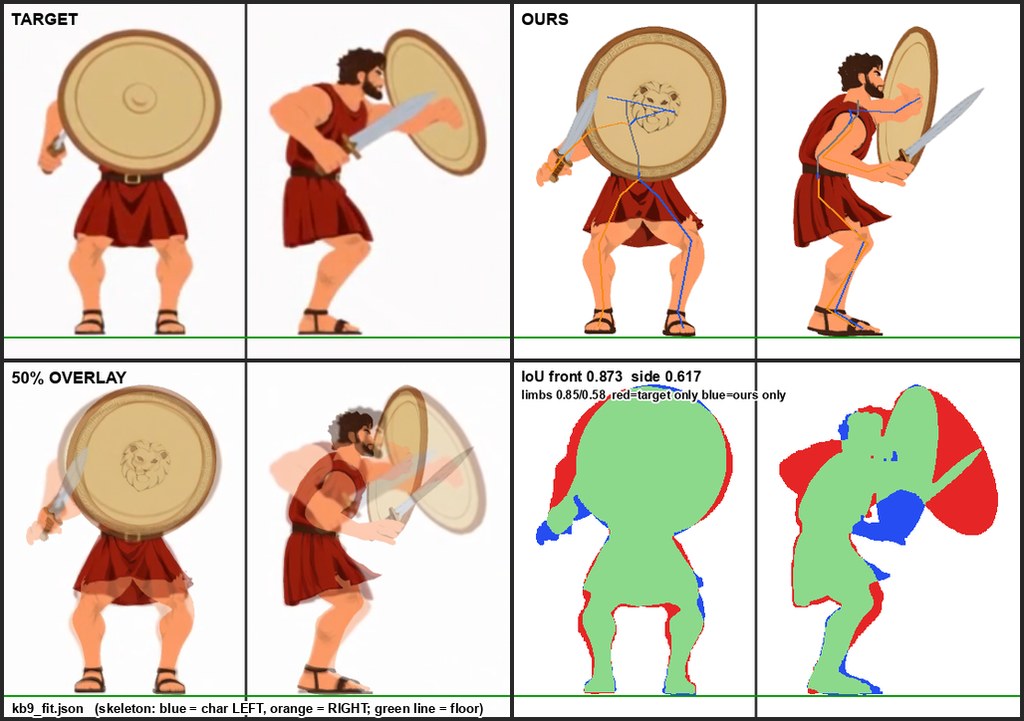 TARGET
OURS
50% OVERLAY
IoU front 0.873 side 0.617
limbs 0.85/0.58 red=target only blue=ours only
kb9_fit.json (skeleton: blue = char LEFT, orange = RIGHT; green line = floor)